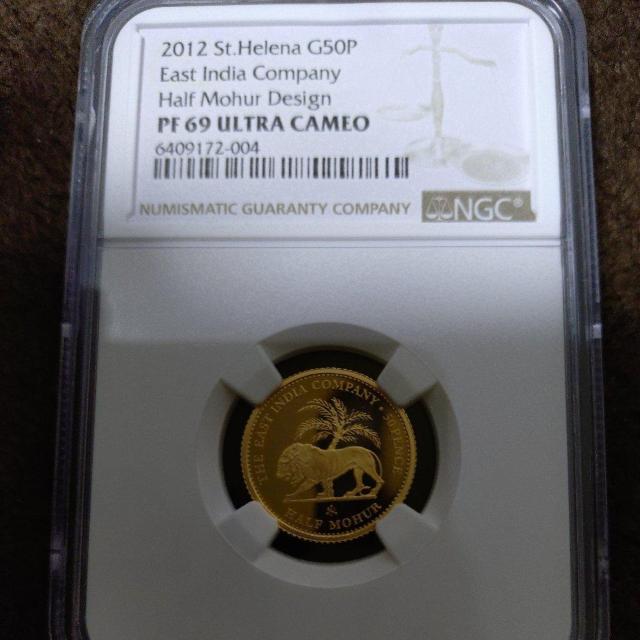 2012 St.Helena G50P
East India Company
Half Mohur Design
PF 69 ULTRA CAMEO
6409172-004
NUMISMATIC GUARANTY COMPANY
NGC®
THE EAST INDIA COMPANY
&
HALF MOHUR